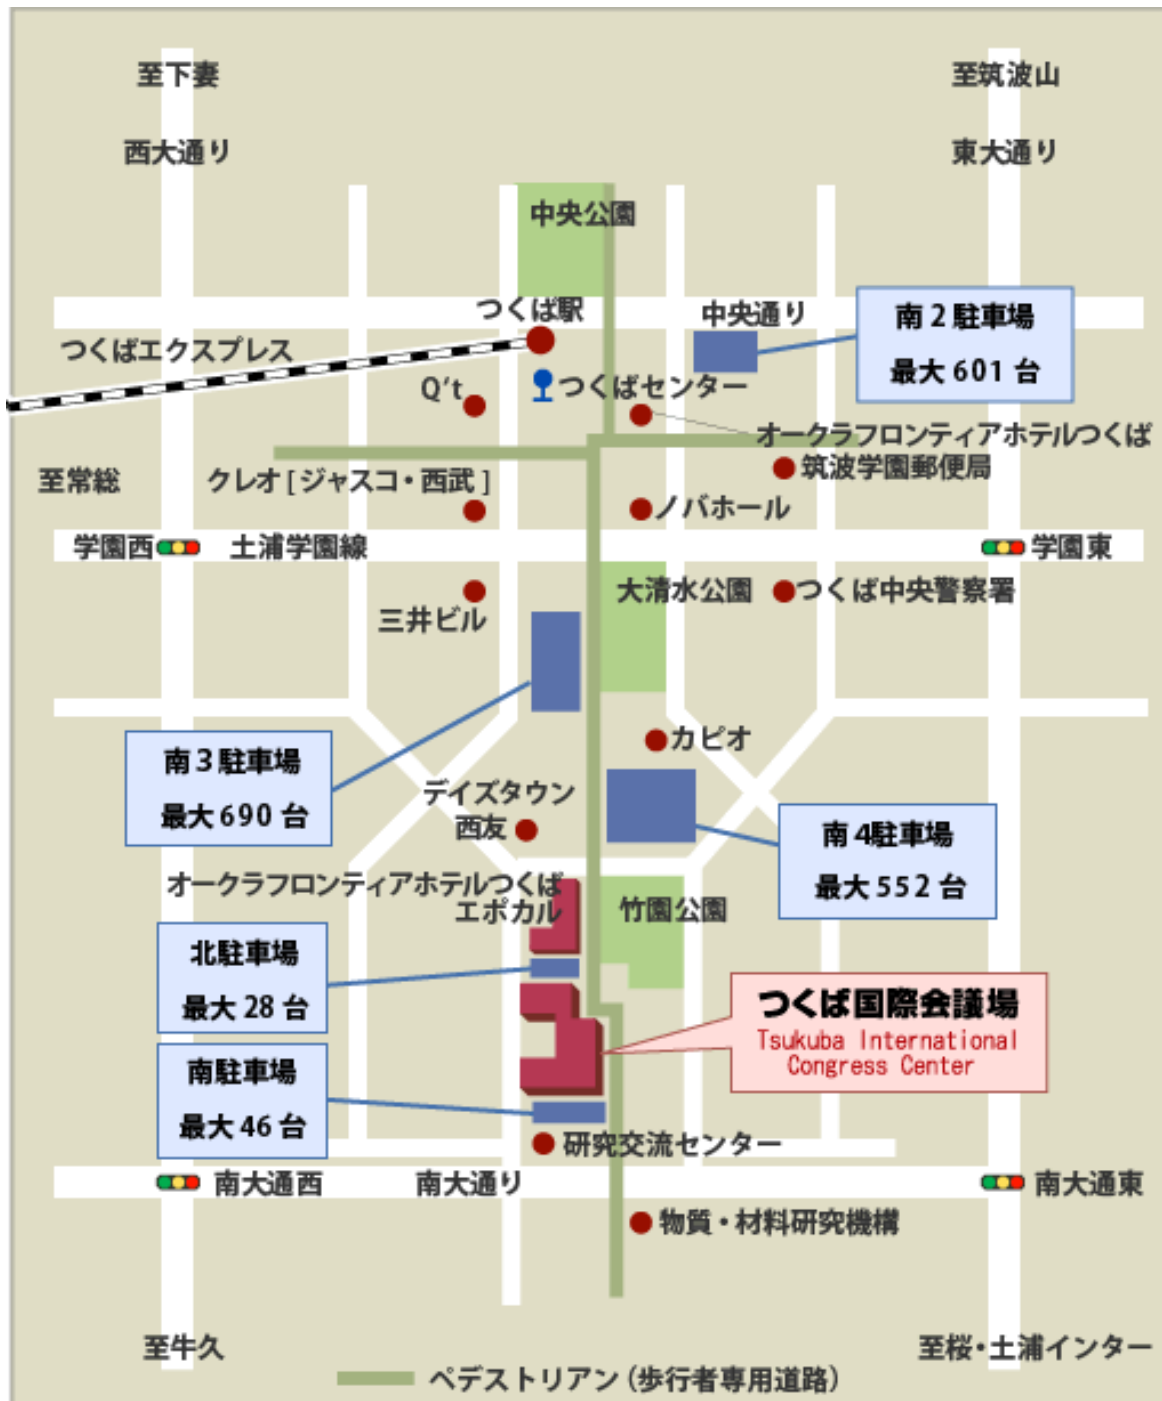 至下妻
至筑波山
西大通り
東大通り
中央公園
つくば駅
中央通り
南2駐車場
最大601台
つくばエクスプレス
Q't
つくばセンター
オークラフロンティアホテルつくば
筑波学園郵便局
至常総
クレオ[ジャスコ・西武]
ノバホール
学園西
土浦学園線
学園東
大清水公園
つくば中央警察署
三井ビル
カピオ
南3駐車場
最大690台
デイズタウン
西友
南4駐車場
最大552台
オークラフロンティアホテルつくば
エポカル
竹園公園
北駐車場
最大28台
つくば国際会議場
Tsukuba International
Congress Center
南駐車場
最大46台
研究交流センター
南大通西
南大通り
南大通東
物質・材料研究機構
至牛久
至桜・土浦インター
ペデストリアン(歩行者専用道路)